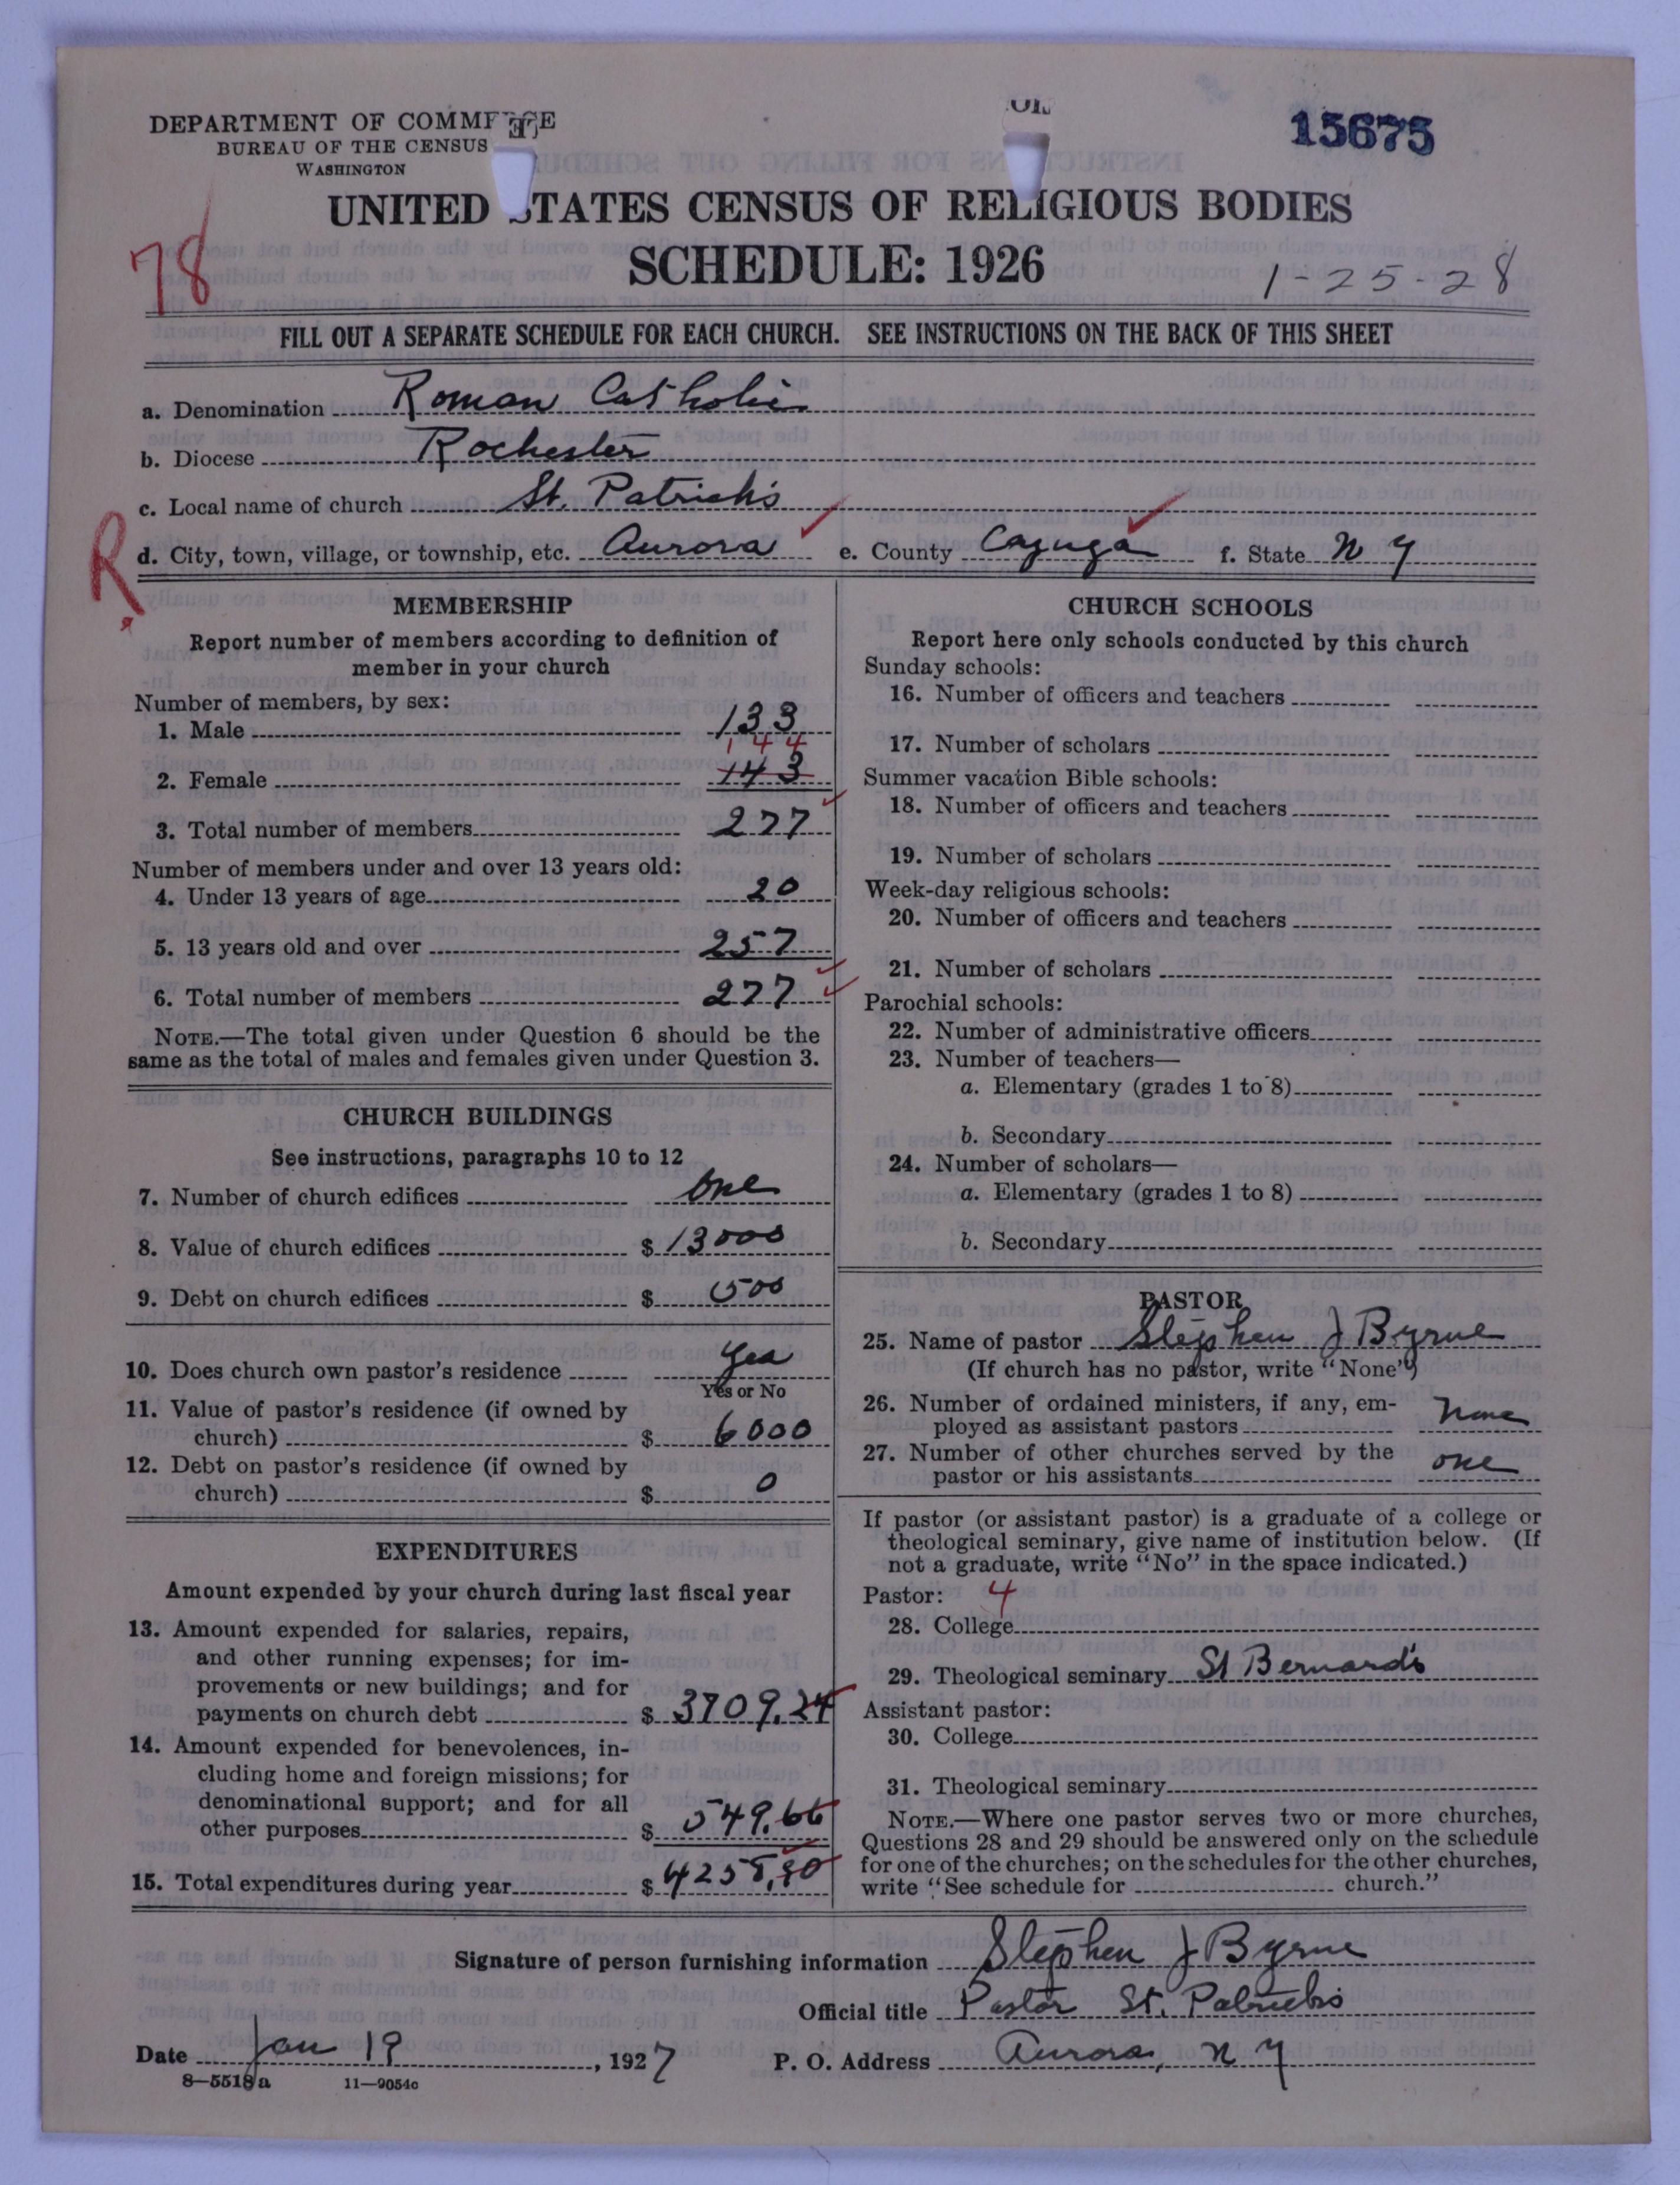 DEPARTMENT OF COMMERCE
BUREAU OF THE CENSUS
WASHINGTON
15675
UNITED STATES CENSUS OF RELIGIOUS BODIES
SCHEDULE: 1926
78
1-25-28
FILL OUT A SEPARATE SCHEDULE FOR EACH CHURCH. SEE INSTRUCTIONS ON THE BACK OF THIS SHEET
a. Denomination Roman Catholic
b. Diocese Rochester
c. Local name of church St. Patrick's
R
d. City, town, village, or township, etc. Aurora e. County Cayuga f. State N Y
MEMBERSHIP
Report number of members according to definition of
member in your church
Number of members, by sex:
1. Male 133
144
2. Female 143
3. Total number of members 277
Number of members under and over 13 years old:
4. Under 13 years of age 20
5. 13 years old and over 257
6. Total number of members 277
NOTE.—The total given under Question 6 should be the
same as the total of males and females given under Question 3.
CHURCH BUILDINGS
See instructions, paragraphs 10 to 12
7. Number of church edifices one
8. Value of church edifices $ 13000
9. Debt on church edifices $ 500
10. Does church own pastor's residence yes
Yes or No
11. Value of pastor's residence (if owned by
church) $ 6000
12. Debt on pastor's residence (if owned by
church) $ 0
EXPENDITURES
Amount expended by your church during last fiscal year
13. Amount expended for salaries, repairs,
and other running expenses; for im-
provements or new buildings; and for
payments on church debt $ 3709.24
14. Amount expended for benevolences, in-
cluding home and foreign missions; for
denominational support; and for all
other purposes $ 549.66
15. Total expenditures during year $ 4258.90
CHURCH SCHOOLS
Report here only schools conducted by this church
Sunday schools:
16. Number of officers and teachers
17. Number of scholars
Summer vacation Bible schools:
18. Number of officers and teachers
19. Number of scholars
Week-day religious schools:
20. Number of officers and teachers
21. Number of scholars
Parochial schools:
22. Number of administrative officers
23. Number of teachers—
a. Elementary (grades 1 to 8)
b. Secondary
24. Number of scholars—
a. Elementary (grades 1 to 8)
b. Secondary
PASTOR
25. Name of pastor Stephen J Byrne
(If church has no pastor, write "None")
26. Number of ordained ministers, if any, em-
ployed as assistant pastors None
27. Number of other churches served by the
pastor or his assistants one
If pastor (or assistant pastor) is a graduate of a college or
theological seminary, give name of institution below. (If
not a graduate, write "No" in the space indicated.)
Pastor: 4
28. College
29. Theological seminary St Bernard's
Assistant pastor:
30. College
31. Theological seminary
NOTE.—Where one pastor serves two or more churches,
Questions 28 and 29 should be answered only on the schedule
for one of the churches; on the schedules for the other churches,
write "See schedule for church."
Signature of person furnishing information Stephen J Byrne
Official title Pastor St. Patrick's
Date Jan 19, 1927 P. O. Address Aurora, N Y
8—5518a 11—9054c